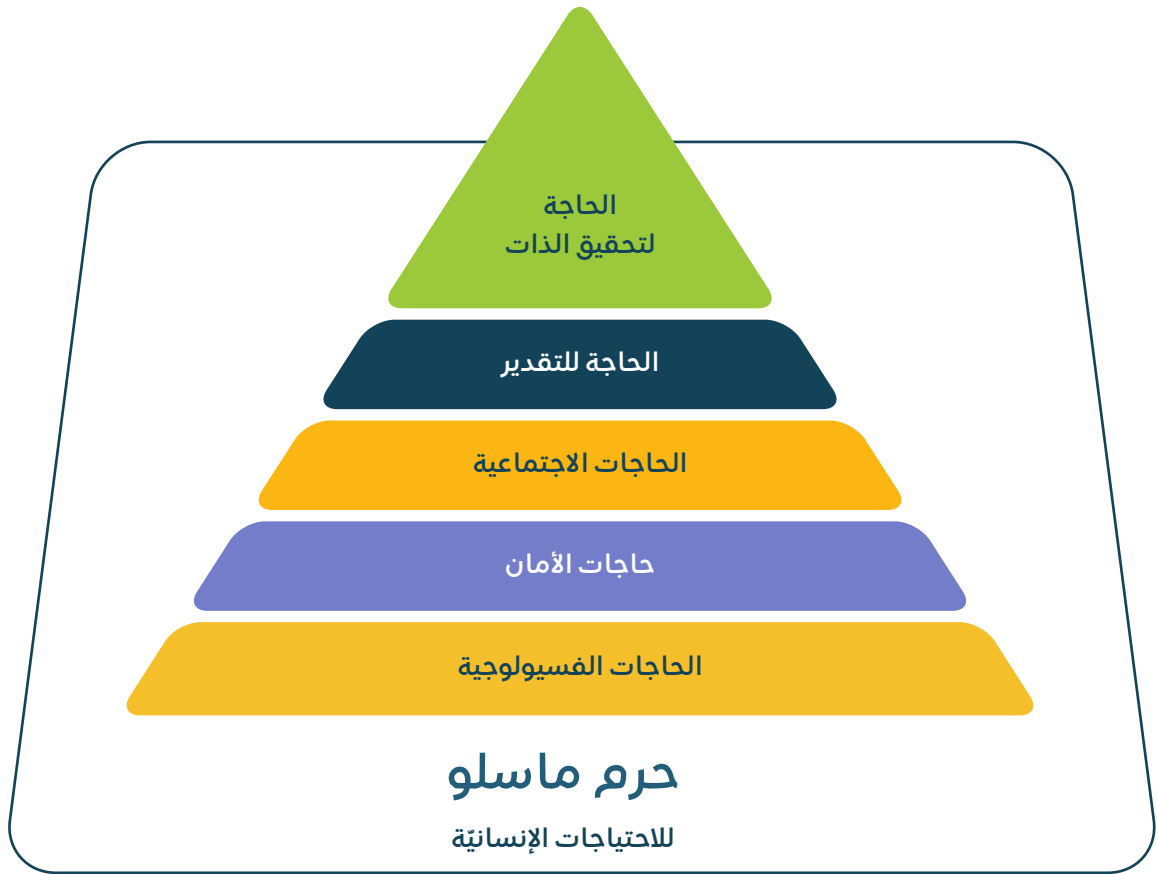 الحاجة
لتحقيق الذات
الحاجة للتقدير
الحاجات الاجتماعية
حاجات الأمان
الحاجات الفسيولوجية
حرم ماسلو
للاحتياجات الإنسانيّة